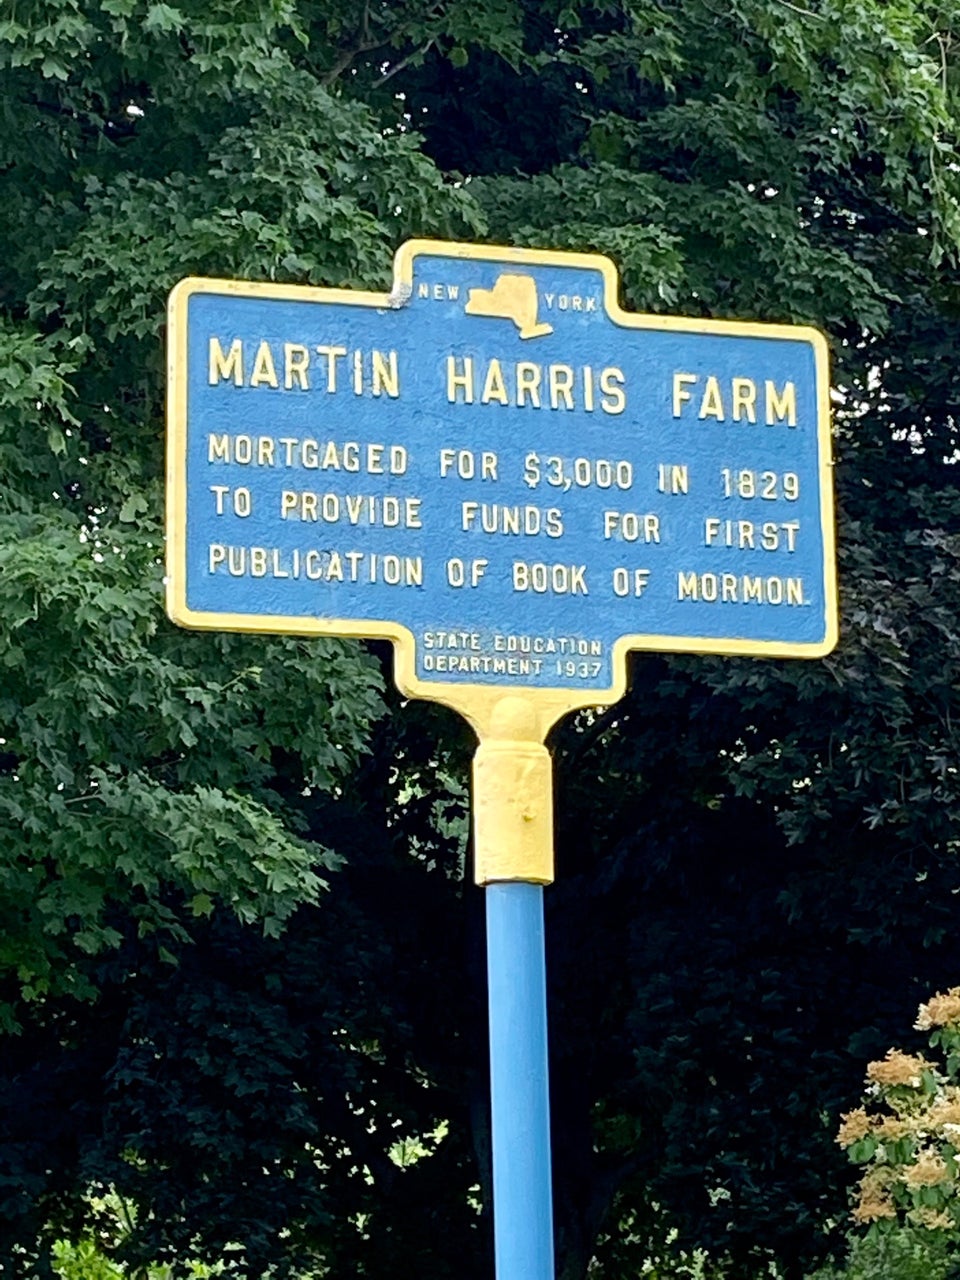 NEW YORK
MARTIN HARRIS FARM
MORTGAGED FOR $3,000 IN 1829
TO PROVIDE FUNDS FOR FIRST
PUBLICATION OF BOOK OF MORMON.
STATE EDUCATION
DEPARTMENT 1937